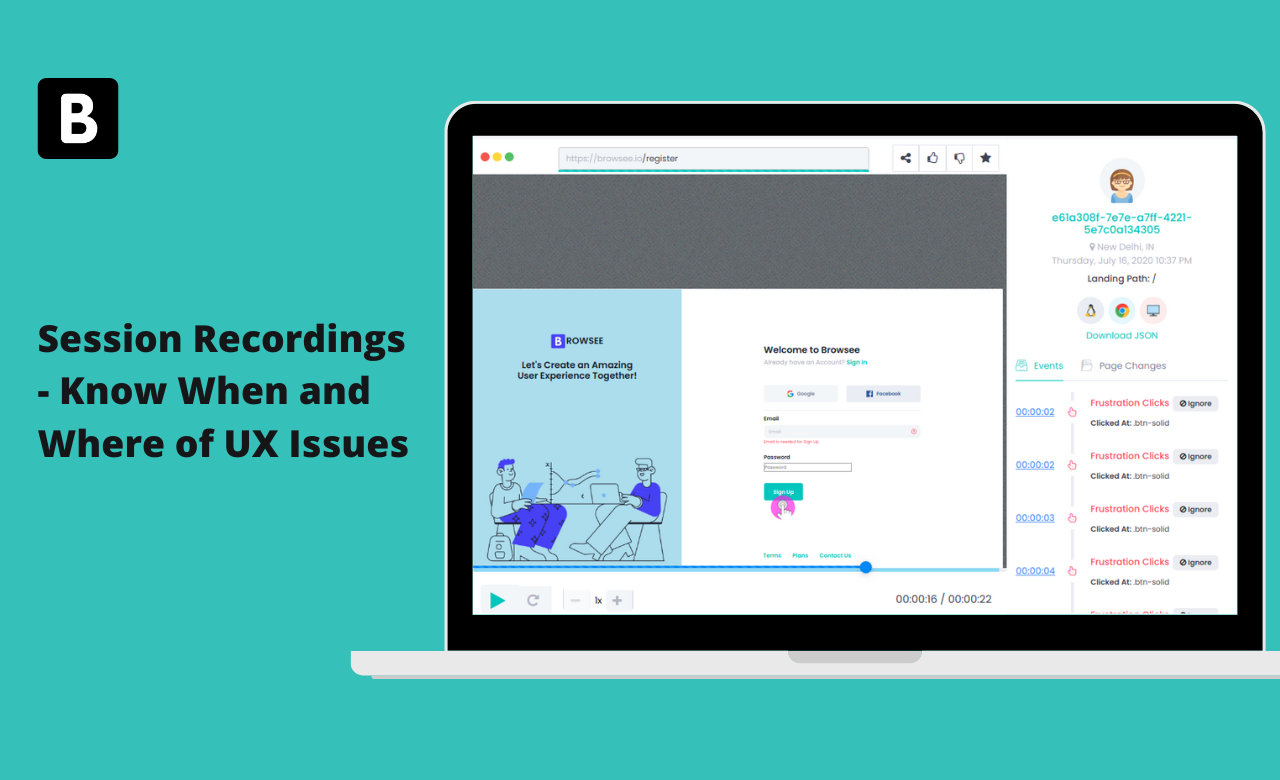 B
Session Recordings
- Know When and
Where of UX Issues
https://browsee.io/register
BROWSEE
Let's Create an Amazing
User Experience Together!
Welcome to Browsee
Already have an Account? Sign In
Google
Facebook
Email
Email
Email is needed for Sign Up
Password
Password
Sign Up
Terms Plans Contact Us
1x
00:00:16 / 00:00:22
e61a308f-7e7e-a7ff-4221-
5e7c0a134305
New Delhi, IN
Thursday, July 16, 2020 10:37 PM
Landing Path: /
Download JSON
Events
Page Changes
00:00:02
Frustration Clicks Ignore
Clicked At: .btn-solid
00:00:02
Frustration Clicks Ignore
Clicked At: .btn-solid
00:00:03
Frustration Clicks Ignore
Clicked At: .btn-solid
00:00:04
Frustration Clicks Ignore
Clicked At: .btn-solid